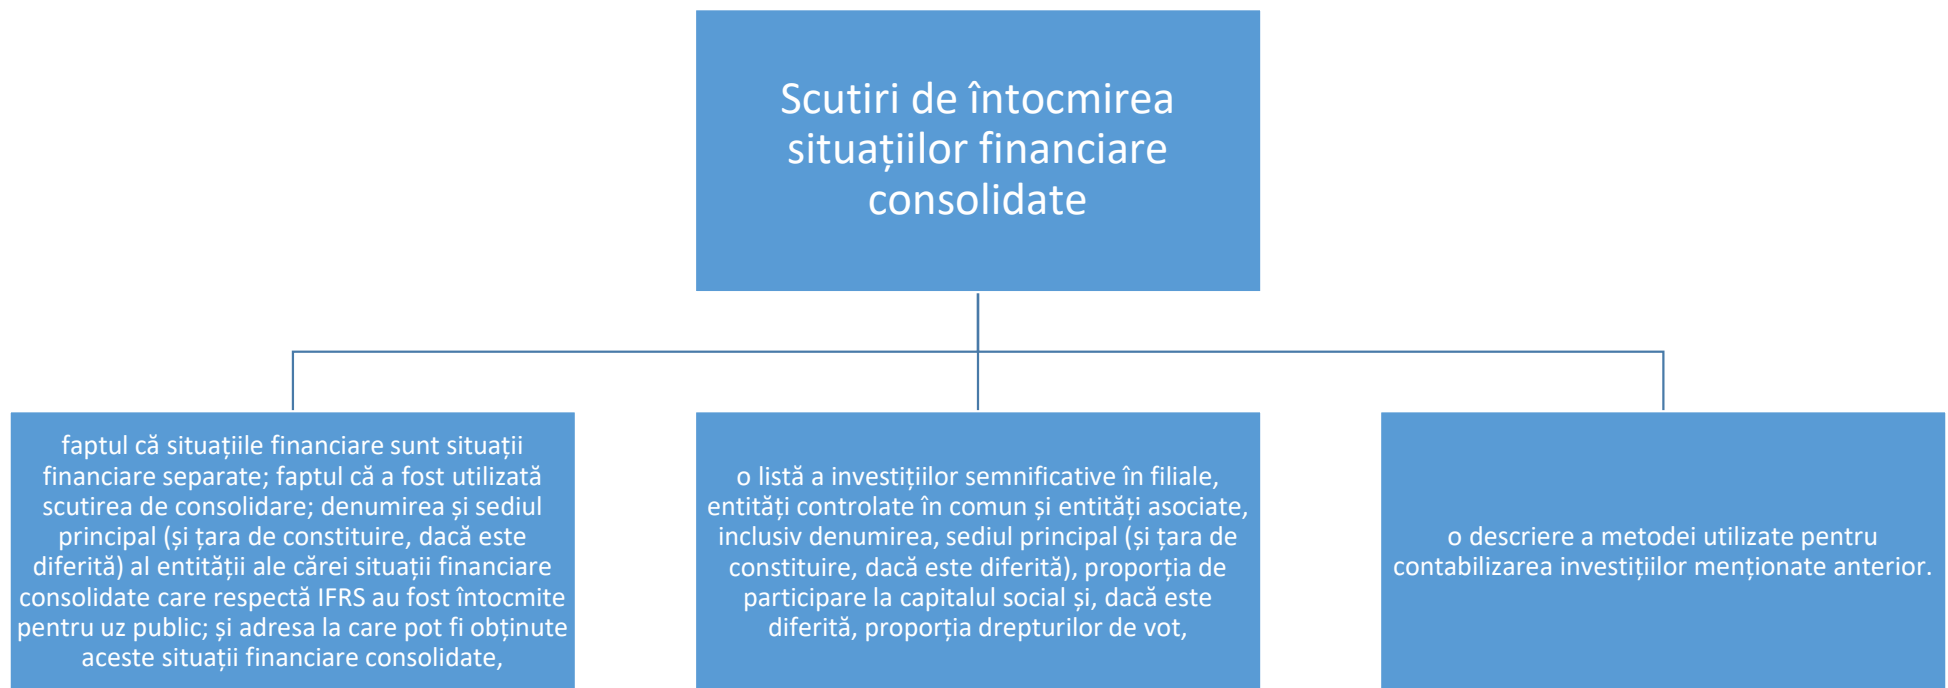 Scutiri de întocmirea
situațiilor financiare
consolidate
faptul că situațiile financiare sunt situații
financiare separate; faptul că a fost utilizată
scutirea de consolidare; denumirea și sediul
principal (și țara de constituire, dacă este
diferită) al entității ale cărei situații financiare
consolidate care respectă IFRS au fost întocmite
pentru uz public; și adresa la care pot fi obținute
aceste situații financiare consolidate,
o listă a investițiilor semnificative în filiale,
entități controlate în comun și entități asociate,
inclusiv denumirea, sediul principal (și țara de
constituire, dacă este diferită), proporția de
participare la capitalul social și, dacă este
diferită, proporția drepturilor de vot,
o descriere a metodei utilizate pentru
contabilizarea investițiilor menționate anterior.